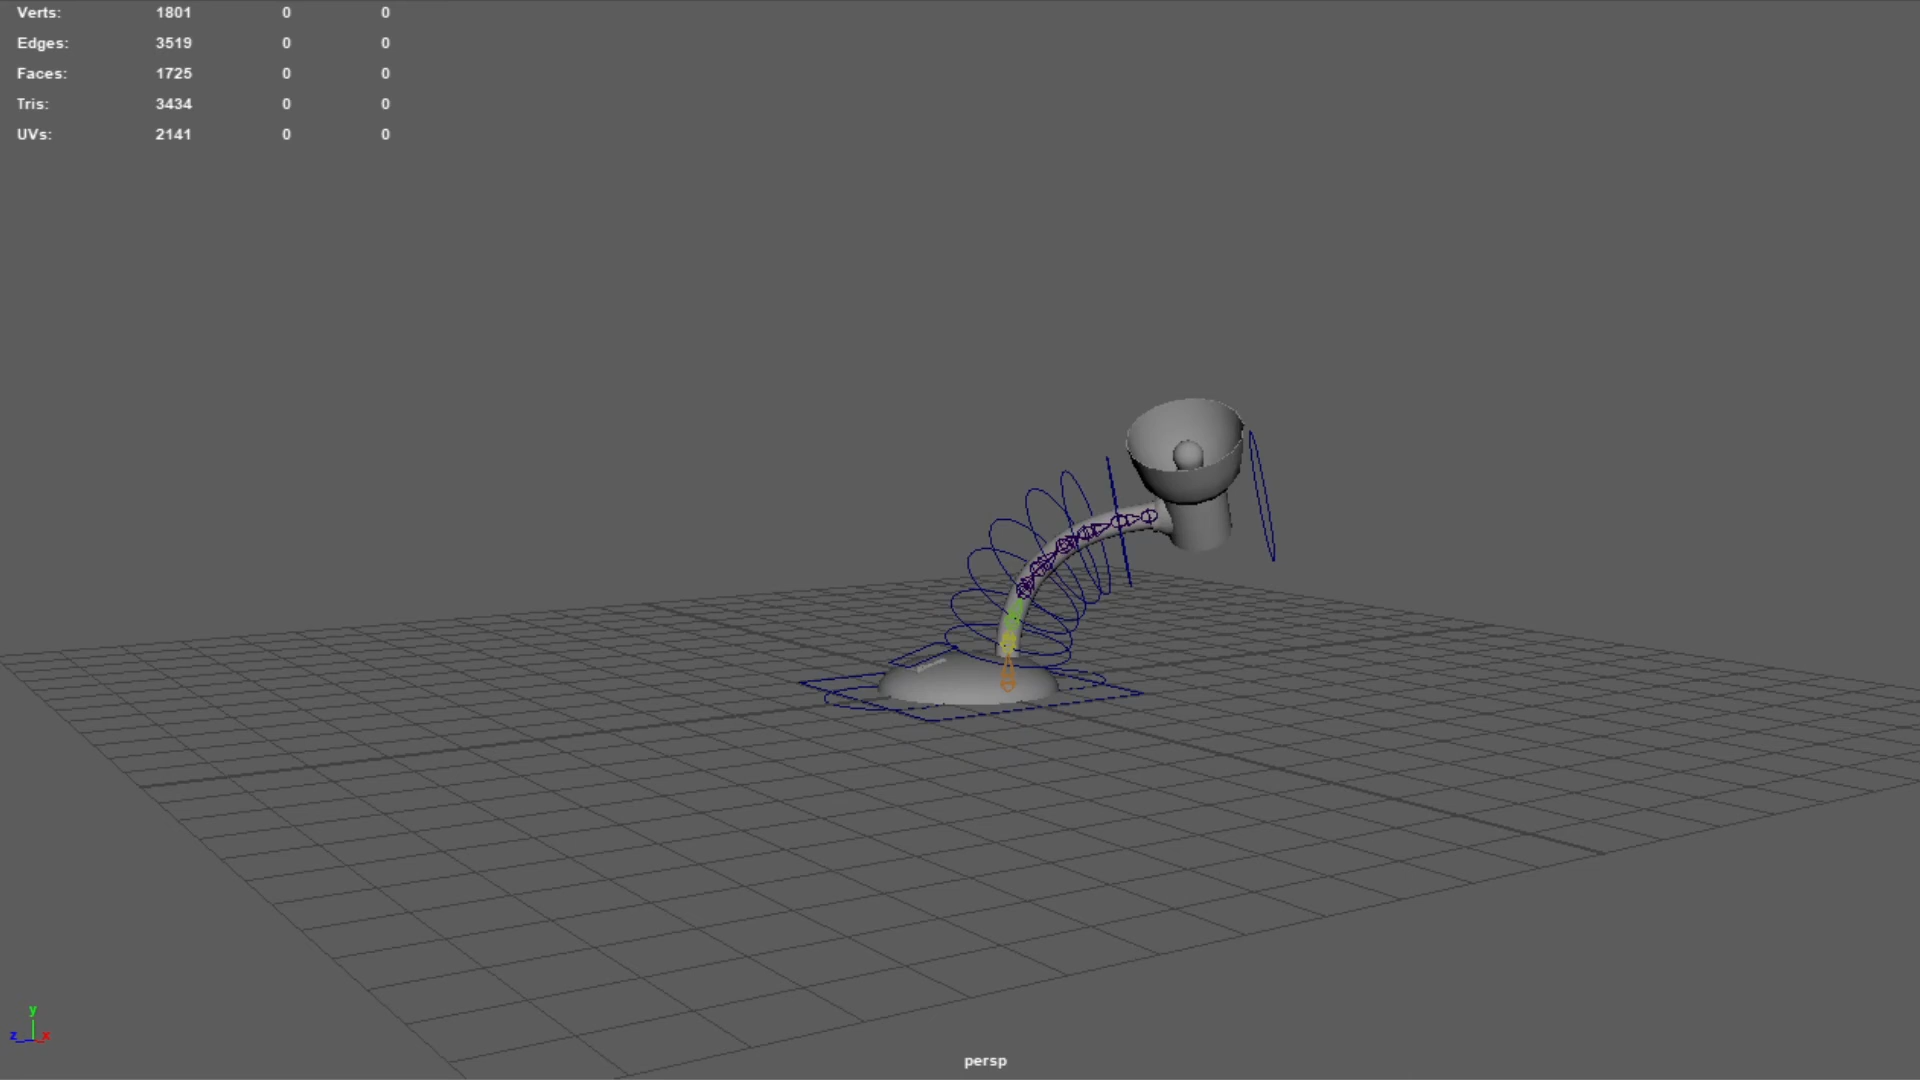 Verts: 1801 0 0
Edges: 3519 0 0
Faces: 1725 0 0
Tris: 3434 0 0
UVs: 2141 0 0
y
z x
persp